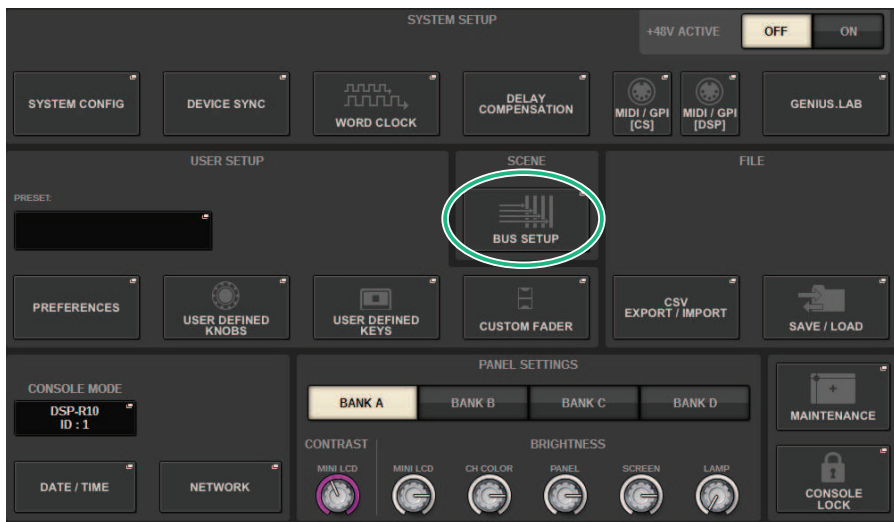 SYSTEM SETUP
+48V ACTIVE
OFF
ON
SYSTEM CONFIG
DEVICE SYNC
WORD CLOCK
DELAY
COMPENSATION
MIDI / GPI
[CS]
MIDI / GPI
[DSP]
GENIUS.LAB
USER SETUP
SCENE
FILE
PRESET:
BUS SETUP
PREFERENCES
USER DEFINED
KNOBS
USER DEFINED
KEYS
CUSTOM FADER
CSV
EXPORT / IMPORT
SAVE / LOAD
CONSOLE MODE
DSP-R10
ID : 1
DATE / TIME
NETWORK
PANEL SETTINGS
BANK A
BANK B
BANK C
BANK D
CONTRAST
BRIGHTNESS
MINI LCD
MINI LCD
CH COLOR
PANEL
SCREEN
LAMP
MAINTENANCE
CONSOLE
LOCK